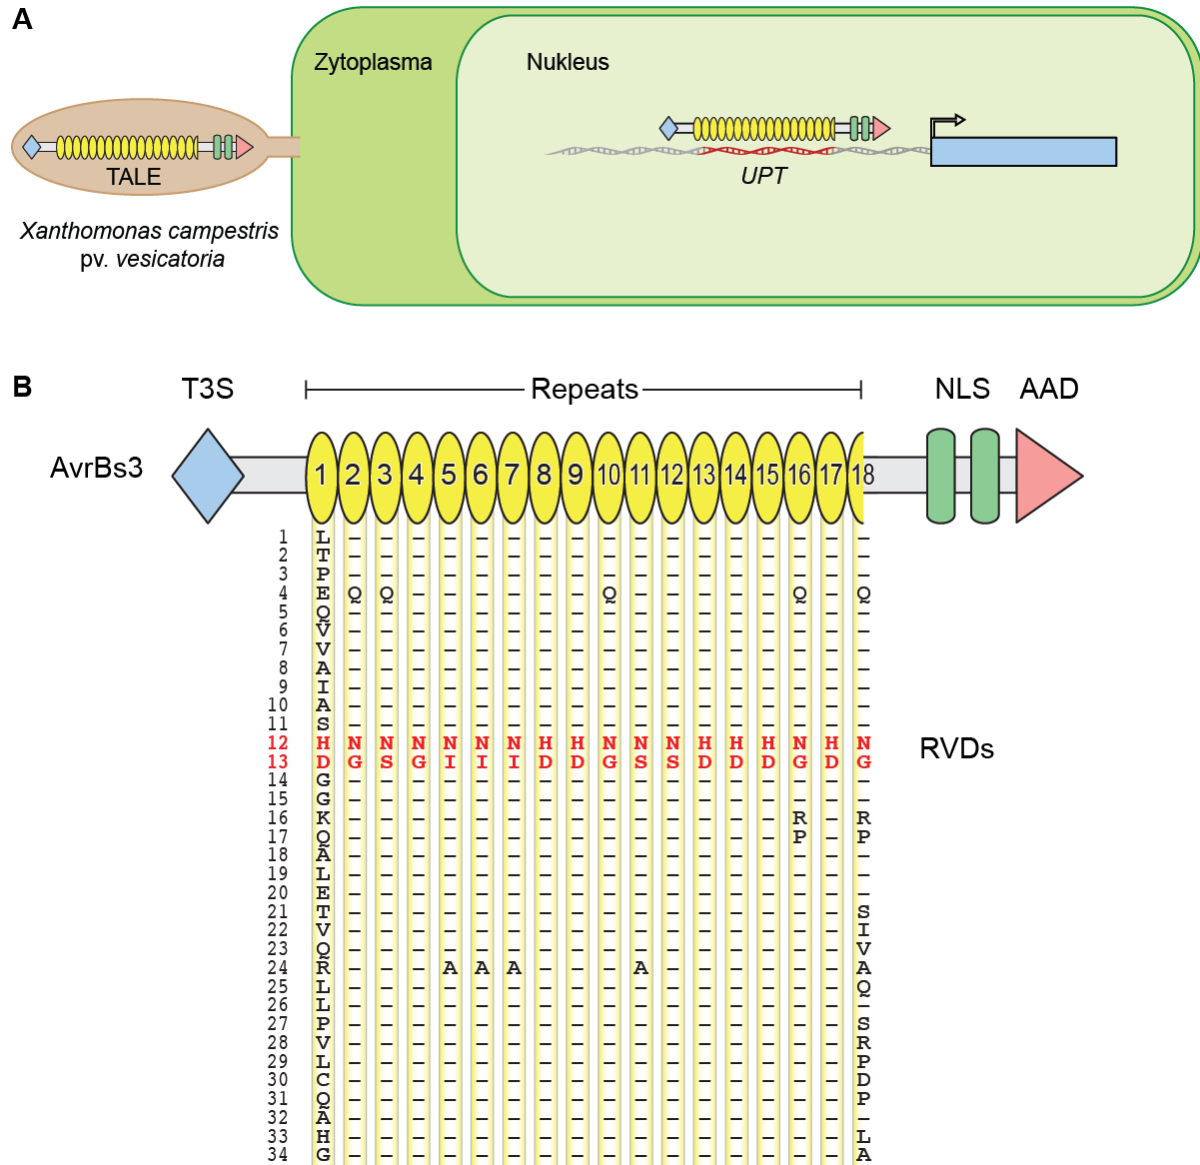 A
Zytoplasma
Nukleus
TALE
UPT
Xanthomonas campestris
pv. vesicatoria
B
T3S Repeats NLS AAD
AvrBs3
1 2 3 4 5 6 7 8 9 10 11 12 13 14 15 16 17 18
1 L – – – – – – – – – – – – – – – – –
2 T – – – – – – – – – – – – – – – – –
3 P – – – – – – – – – – – – – – – – –
4 E Q Q – – – – – – Q – – – – – Q – Q
5 Q – – – – – – – – – – – – – – – – –
6 V – – – – – – – – – – – – – – – – –
7 V – – – – – – – – – – – – – – – – –
8 A – – – – – – – – – – – – – – – – –
9 I – – – – – – – – – – – – – – – – –
10 A – – – – – – – – – – – – – – – – –
11 S – – – – – – – – – – – – – – – – –
12 H N N N N N N H H N N N H H H N H N
13 D G S G I I I D D G S S D D D G D G
RVDs
14 G – – – – – – – – – – – – – – – – –
15 G – – – – – – – – – – – – – – – – –
16 K – – – – – – – – – – – – – – R – R
17 Q – – – – – – – – – – – – – – P – P
18 A – – – – – – – – – – – – – – – – –
19 L – – – – – – – – – – – – – – – – –
20 E – – – – – – – – – – – – – – – – –
21 T – – – – – – – – – – – – – – – – S
22 V – – – – – – – – – – – – – – – – I
23 Q – – – – – – – – – – – – – – – – V
24 R – – – A A A – – – A – – – – – – A
25 L – – – – – – – – – – – – – – – – Q
26 L – – – – – – – – – – – – – – – – –
27 P – – – – – – – – – – – – – – – – S
28 V – – – – – – – – – – – – – – – – R
29 L – – – – – – – – – – – – – – – – P
30 C – – – – – – – – – – – – – – – – D
31 Q – – – – – – – – – – – – – – – – P
32 A – – – – – – – – – – – – – – – – –
33 H – – – – – – – – – – – – – – – – L
34 G – – – – – – – – – – – – – – – – A